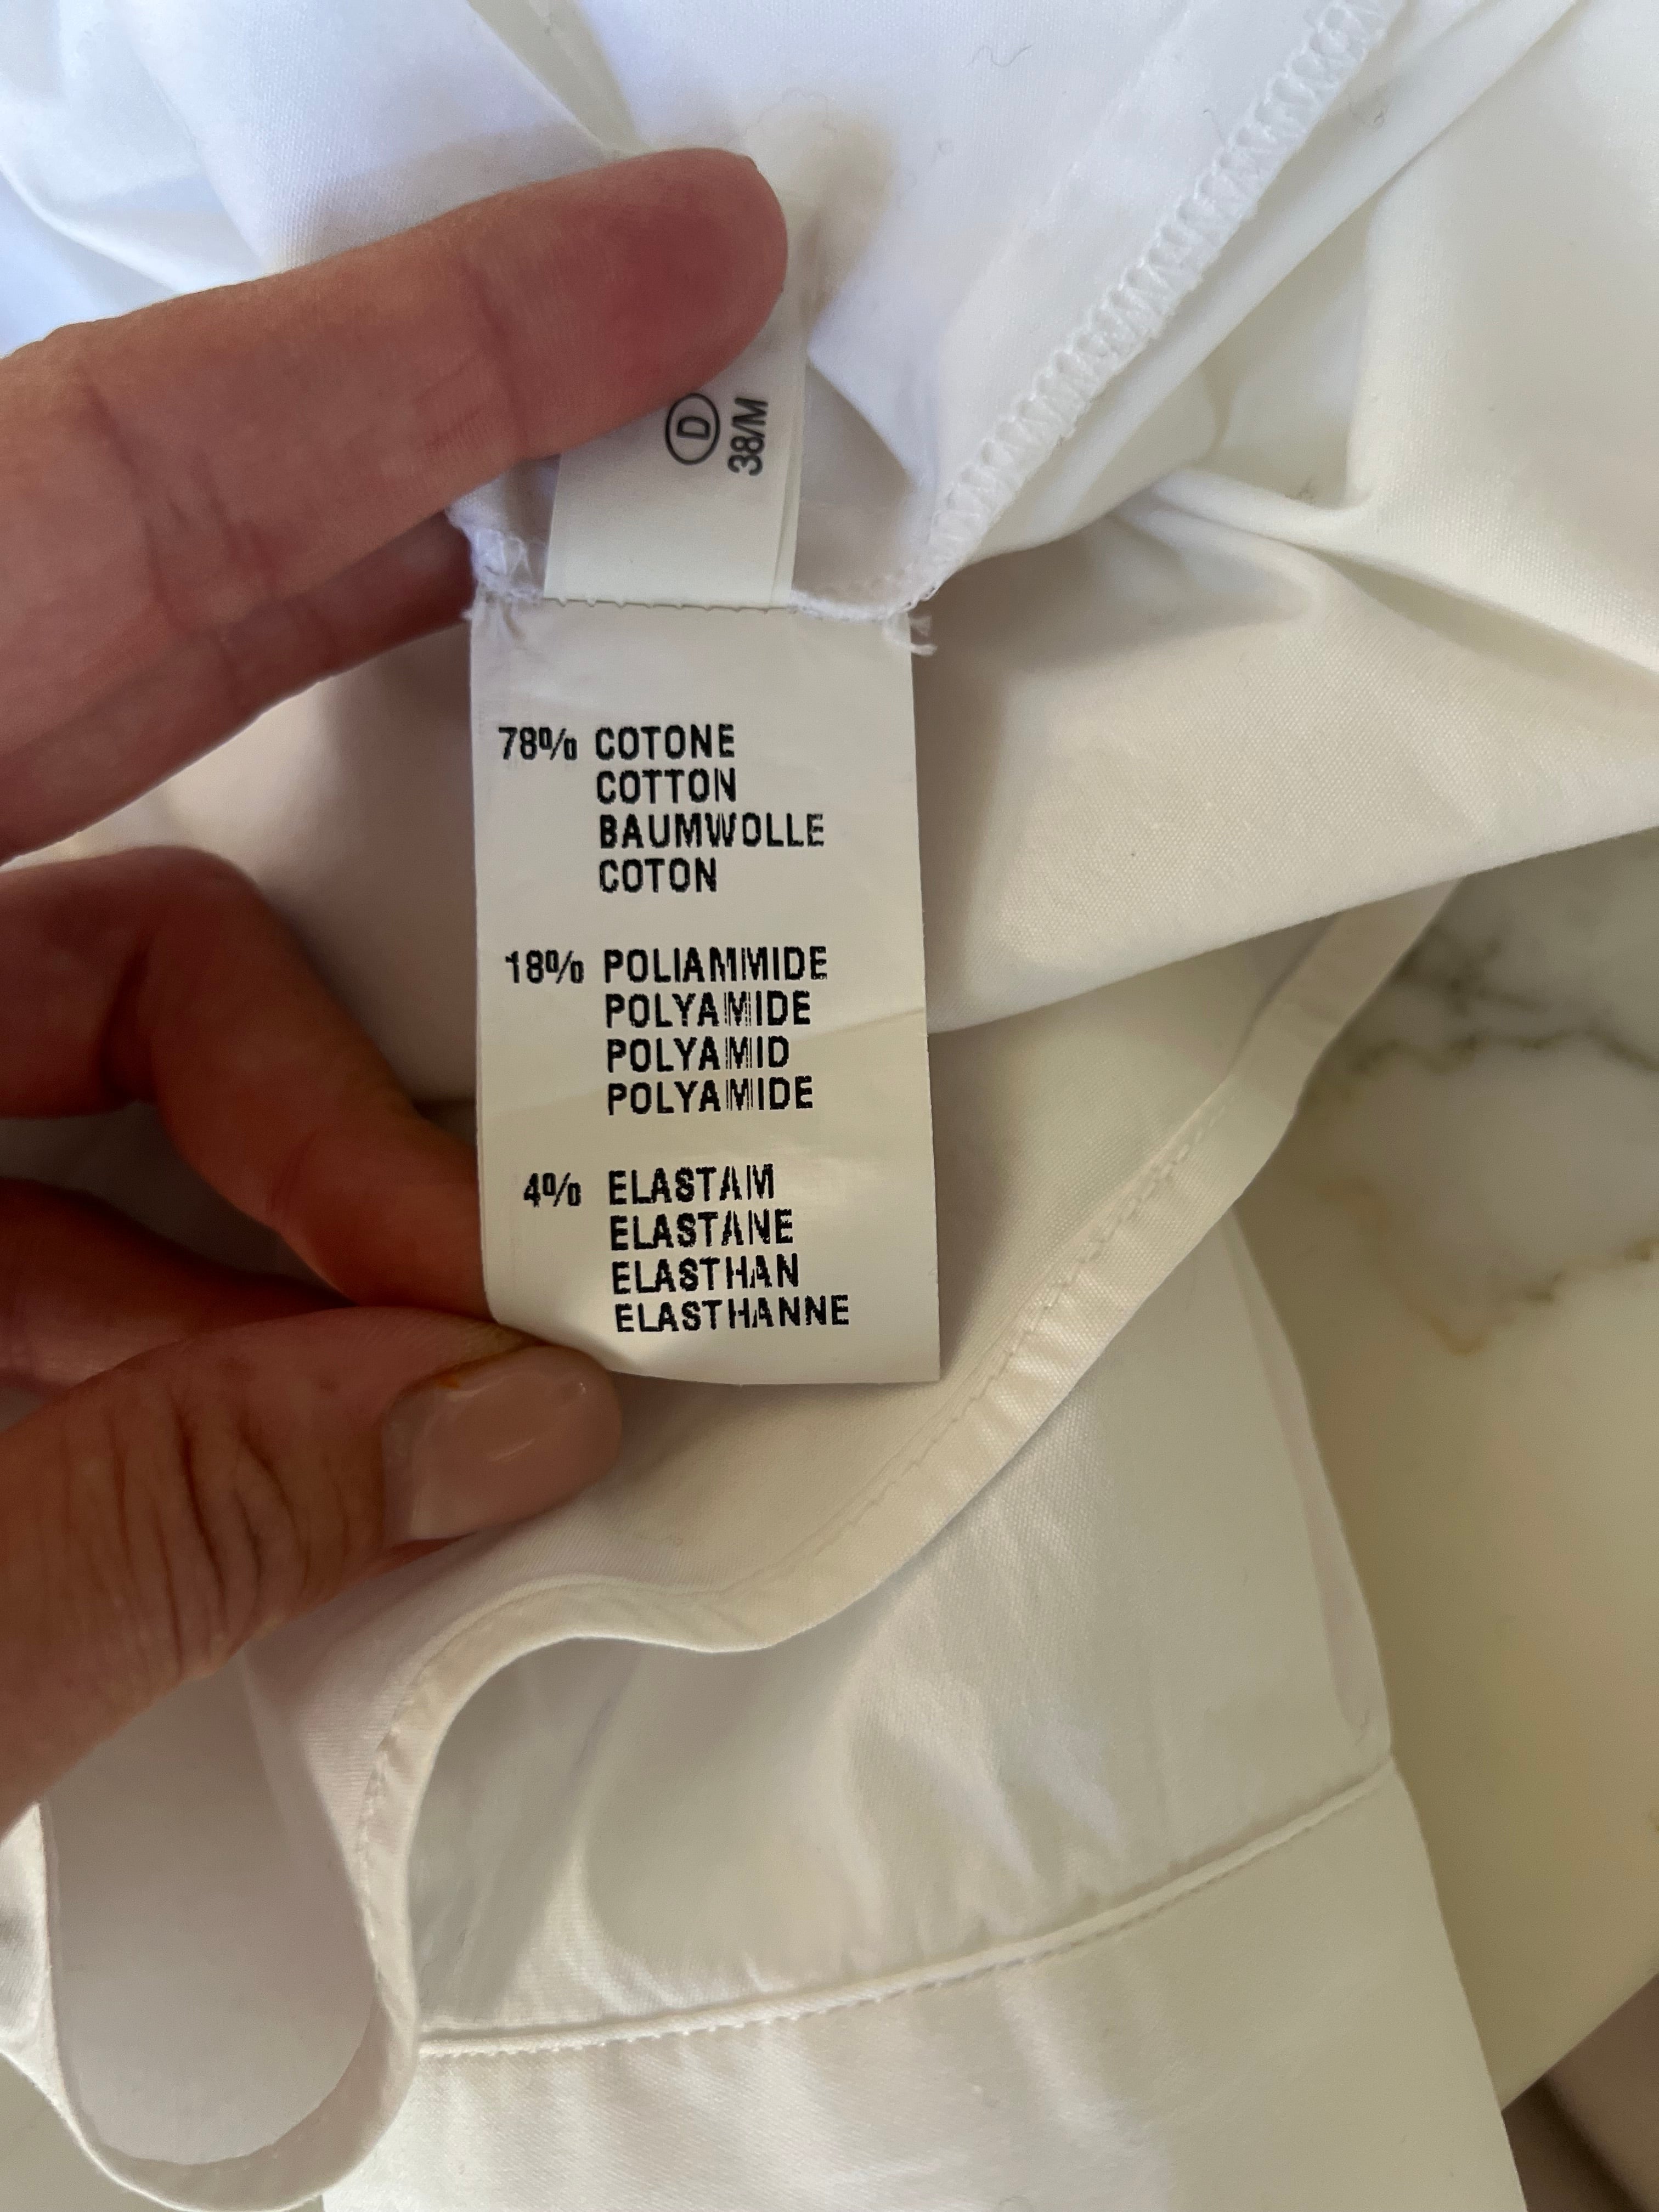 D
38/M
78% COTONE
COTTON
BAUMWOLLE
COTON
18% POLIAMMIDE
POLYAMIDE
POLYAMID
POLYAMIDE
4% ELASTAM
ELASTANE
ELASTHAN
ELASTHANNE